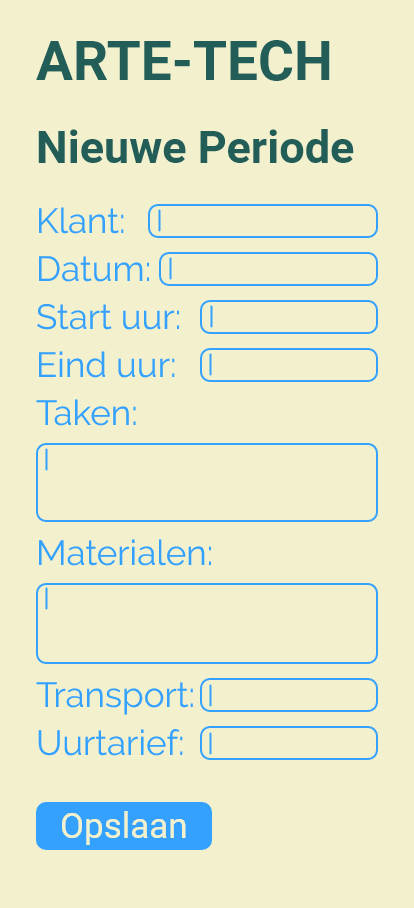 ARTE-TECH
Nieuwe Periode
Klant:
Datum:
Start uur:
Eind uur:
Taken:
Materialen:
Transport:
Uurtarief:
Opslaan